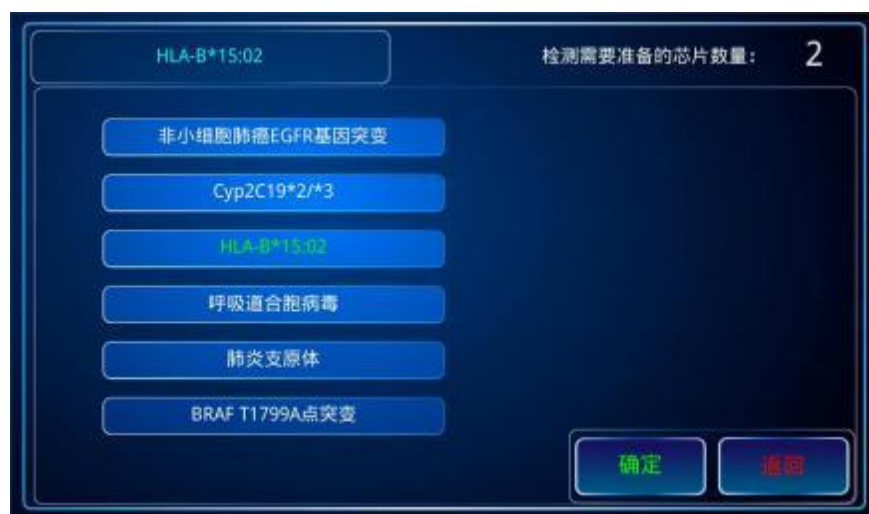 HLA-B*15:02
检测需要准备的芯片数量： 2
非小细胞肺癌EGFR基因突变
Cyp2C19*2/*3
HLA-B*15:02
呼吸道合胞病毒
肺炎支原体
BRAF T1799A点突变
确定
返回